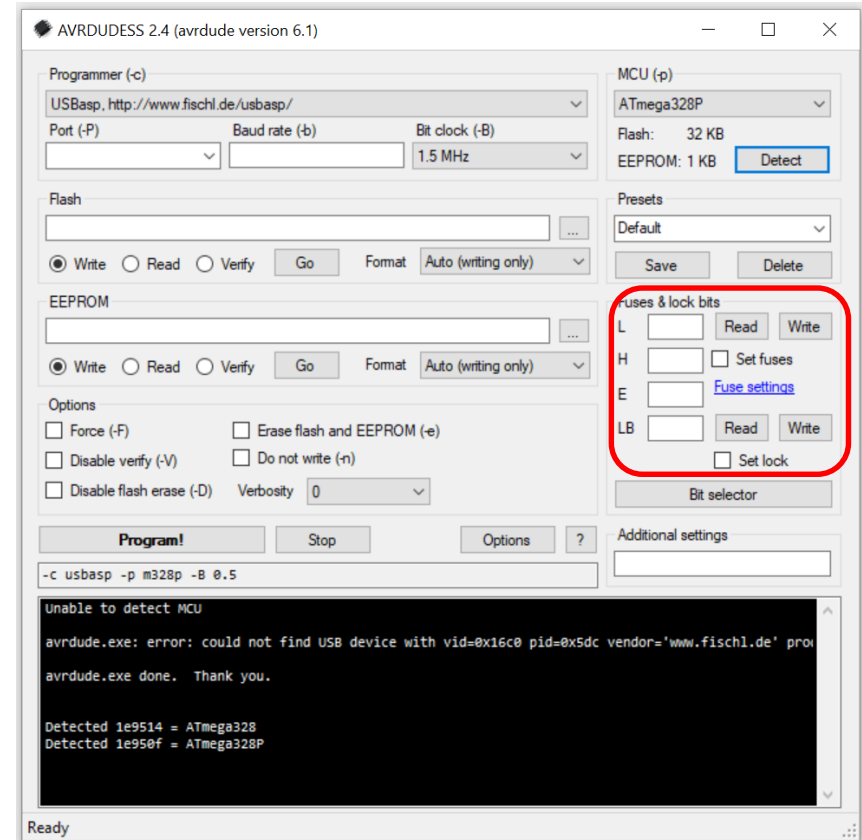 AVRDUDESS 2.4 (avrdude version 6.1)
Programmer (-c)
USBasp, http://www.fischl.de/usbasp/
Port (-P) Baud rate (-b) Bit clock (-B)
1.5 MHz
MCU (-p)
ATmega328P
Flash: 32 KB
EEPROM: 1 KB Detect
Flash
...
Write Read Verify Go Format Auto (writing only)
Presets
Default
Save Delete
EEPROM
...
Write Read Verify Go Format Auto (writing only)
Fuses & lock bits
L Read Write
H Set fuses
E Fuse settings
LB Read Write
Set lock
Bit selector
Options
Force (-F) Erase flash and EEPROM (-e)
Disable verify (-V) Do not write (-n)
Disable flash erase (-D) Verbosity 0
Program! Stop Options ?
-c usbasp -p m328p -B 0.5
Additional settings
Unable to detect MCU
avrdude.exe: error: could not find USB device with vid=0x16c0 pid=0x5dc vendor='www.fischl.de' pro
avrdude.exe done. Thank you.
Detected 1e9514 = ATmega328
Detected 1e950f = ATmega328P
Ready